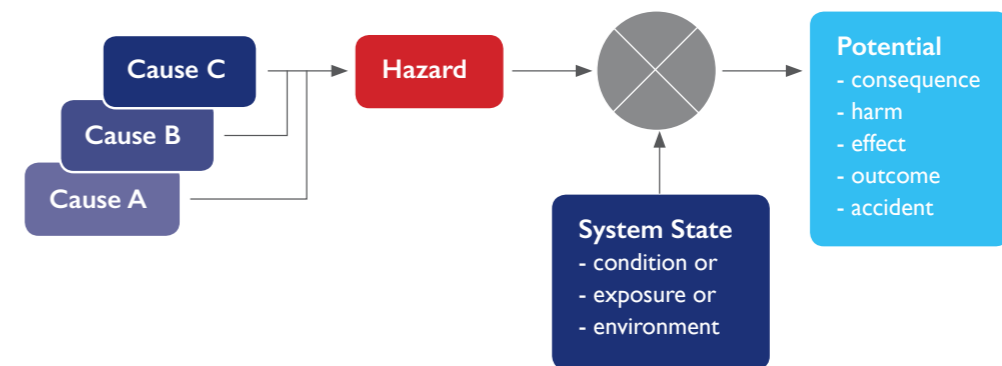 Cause C
Cause B
Cause A
Hazard
System State
- condition or
- exposure or
- environment
Potential
- consequence
- harm
- effect
- outcome
- accident